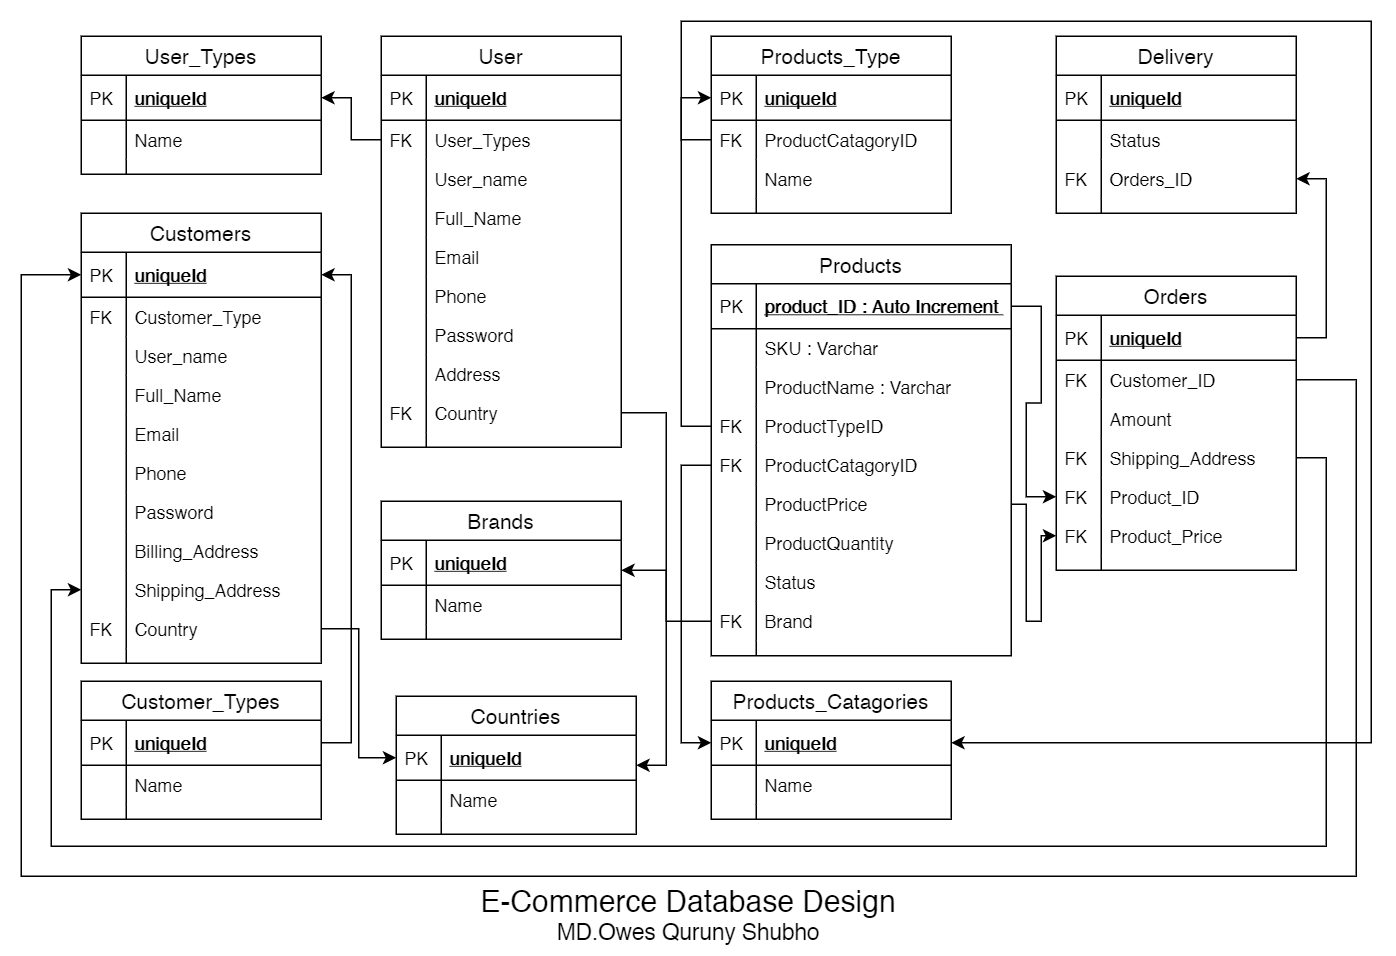 User_Types
PK uniqueId
Name
User
PK uniqueId
FK User_Types
User_name
Full_Name
Email
Phone
Password
Address
FK Country
Products_Type
PK uniqueId
FK ProductCatagoryID
Name
Delivery
PK uniqueId
Status
FK Orders_ID
Customers
PK uniqueId
FK Customer_Type
User_name
Full_Name
Email
Phone
Password
Billing_Address
Shipping_Address
FK Country
Products
PK product_ID : Auto Increment
SKU : Varchar
ProductName : Varchar
FK ProductTypeID
FK ProductCatagoryID
ProductPrice
ProductQuantity
Status
FK Brand
Orders
PK uniqueId
FK Customer_ID
Amount
FK Shipping_Address
FK Product_ID
FK Product_Price
Brands
PK uniqueId
Name
Customer_Types
PK uniqueId
Name
Countries
PK uniqueId
Name
Products_Catagories
PK uniqueId
Name
E-Commerce Database Design
MD.Owes Quruny Shubho